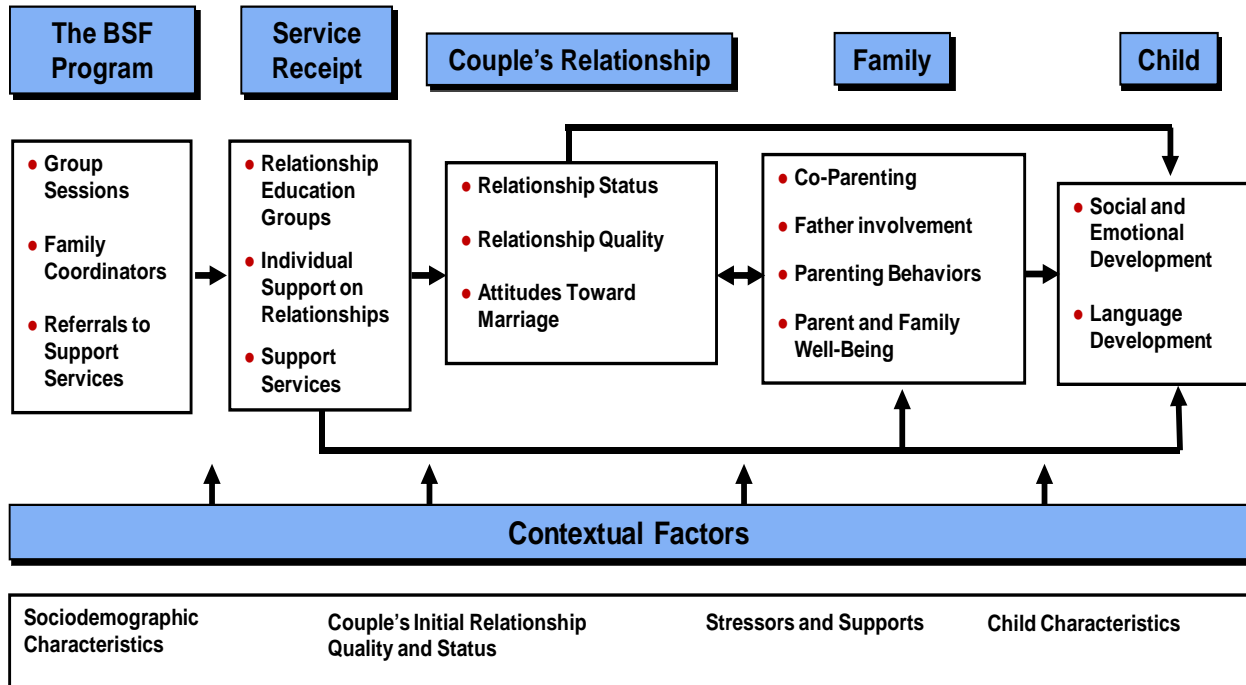 The BSF
Program
Service
Receipt
Couple's Relationship
Family
Child
• Group
Sessions
• Family
Coordinators
• Referrals to
Support
Services
• Relationship
Education
Groups
• Individual
Support on
Relationships
• Support
Services
• Relationship Status
• Relationship Quality
• Attitudes Toward
Marriage
• Co-Parenting
• Father involvement
• Parenting Behaviors
• Parent and Family
Well-Being
• Social and
Emotional
Development
• Language
Development
Contextual Factors
Sociodemographic
Characteristics
Couple's Initial Relationship
Quality and Status
Stressors and Supports
Child Characteristics